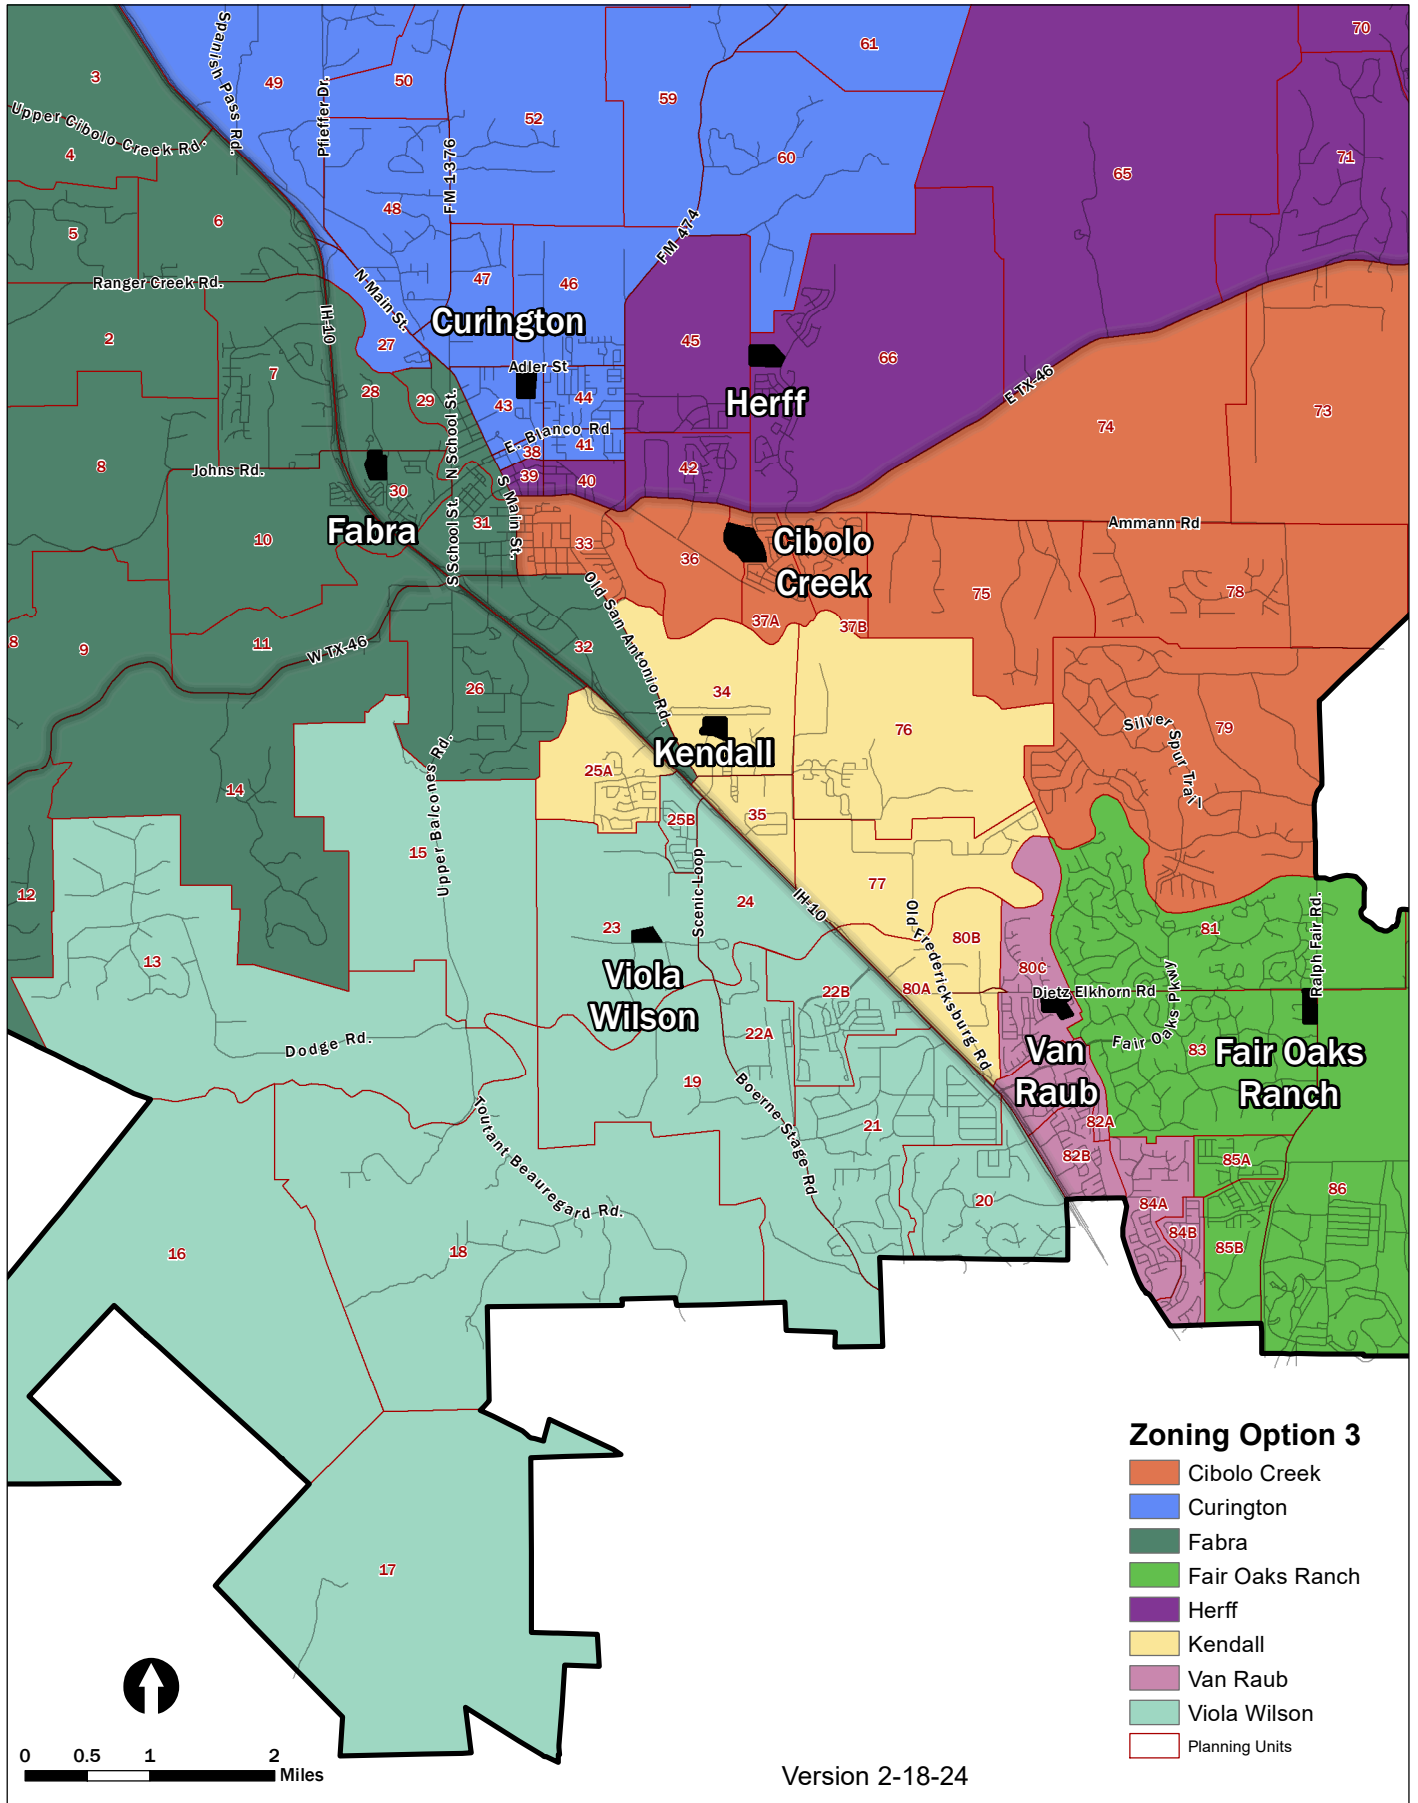 61
70
3
49
50
59
52
Spanish Pass Rd.
Pfieffer Dr.
FM 1376
Upper Cibolo Creek Rd.
4
60
71
65
48
5
6
FM 474
Ranger Creek Rd.
47
46
N Main St.
IH-10
Curington
2
27
45
66
7
Adler St
E TX-46
28
29
43
44
Herff
73
74
N School St.
E. Blanco Rd
38
41
8
Johns Rd.
39
40
42
30
S Main St.
31
Fabra
S School St.
10
33
36
Cibolo
Creek
Ammann Rd
75
78
Old San Antonio Rd.
37A
37B
8
9
11
W TX-46
32
26
34
76
Silver Spur Trail
79
Kendall
25A
14
Upper Balcones Rd.
25B
35
15
Scenic Loop
77
12
24
IH-10
23
Old Fredericksburg Rd
80B
81
Ralph Fair Rd.
13
Viola
Wilson
80C
22B
80A
Dietz Elkhorn Rd
Fair Oaks Pkwy
22A
Dodge Rd.
83
Van
Raub
Fair Oaks
Ranch
19
Boerne Stage Rd
21
82A
82B
85A
Toutant Beauregard Rd.
20
84A
86
84B
85B
16
18
17
Zoning Option 3
Cibolo Creek
Curington
Fabra
Fair Oaks Ranch
Herff
Kendall
Van Raub
Viola Wilson
Planning Units
0 0.5 1 2
Miles
Version 2-18-24